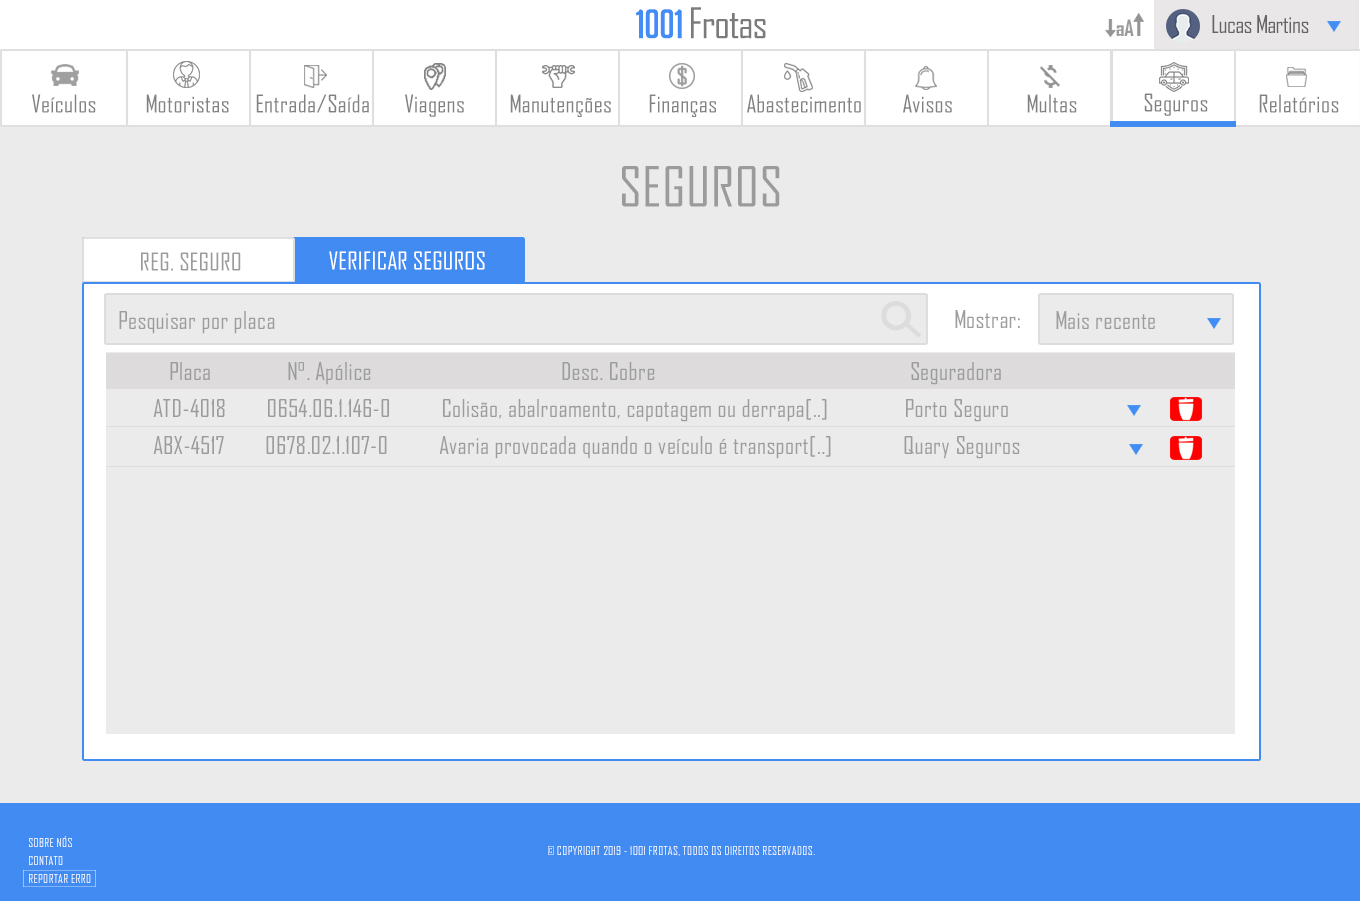 1001 Frotas
aA
Lucas Martins
Veículos
Motoristas
Entrada/Saída
Viagens
Manutenções
Finanças
Abastecimento
Avisos
Multas
Seguros
Relatórios
SEGUROS
REG. SEGURO
VERIFICAR SEGUROS
Pesquisar por placa
Mostrar:
Mais recente
Placa Nº. Apólice Desc. Cobre Seguradora
ATD-4018 0654.06.1.146-0 Colisão, abalroamento, capotagem ou derrapa[..] Porto Seguro
ABX-4517 0678.02.1.107-0 Avaria provocada quando o veículo é transport[..] Quary Seguros
SOBRE NÓS
CONTATO
REPORTAR ERRO
© COPYRIGHT 2019 - 1001 FROTAS, TODOS OS DIREITOS RESERVADOS.